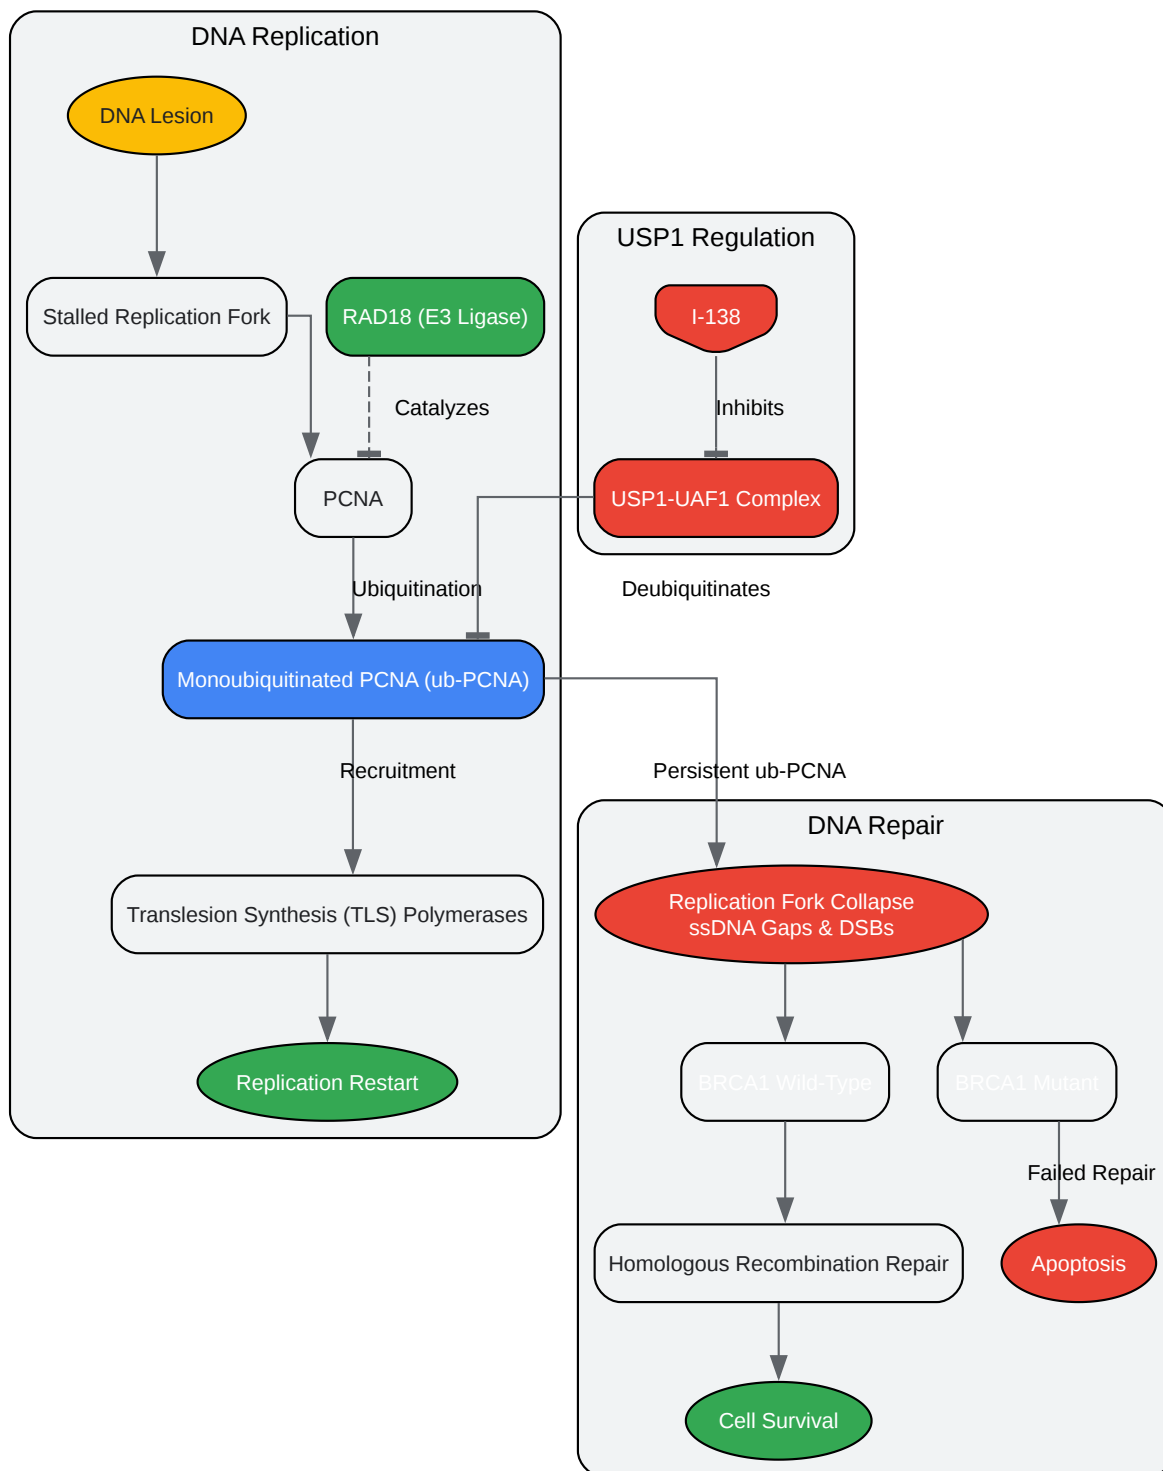 DNA Replication
DNA Lesion
USP1 Regulation
Stalled Replication Fork
RAD18 (E3 Ligase)
I-138
Catalyzes
Inhibits
PCNA
USP1-UAF1 Complex
Ubiquitination
Deubiquitinates
Monoubiquitinated PCNA (ub-PCNA)
Recruitment
Persistent ub-PCNA
DNA Repair
Translesion Synthesis (TLS) Polymerases
Replication Fork Collapse
ssDNA Gaps & DSBs
Replication Restart
BRCA1 Wild-Type
BRCA1 Mutant
Failed Repair
Homologous Recombination Repair
Apoptosis
Cell Survival